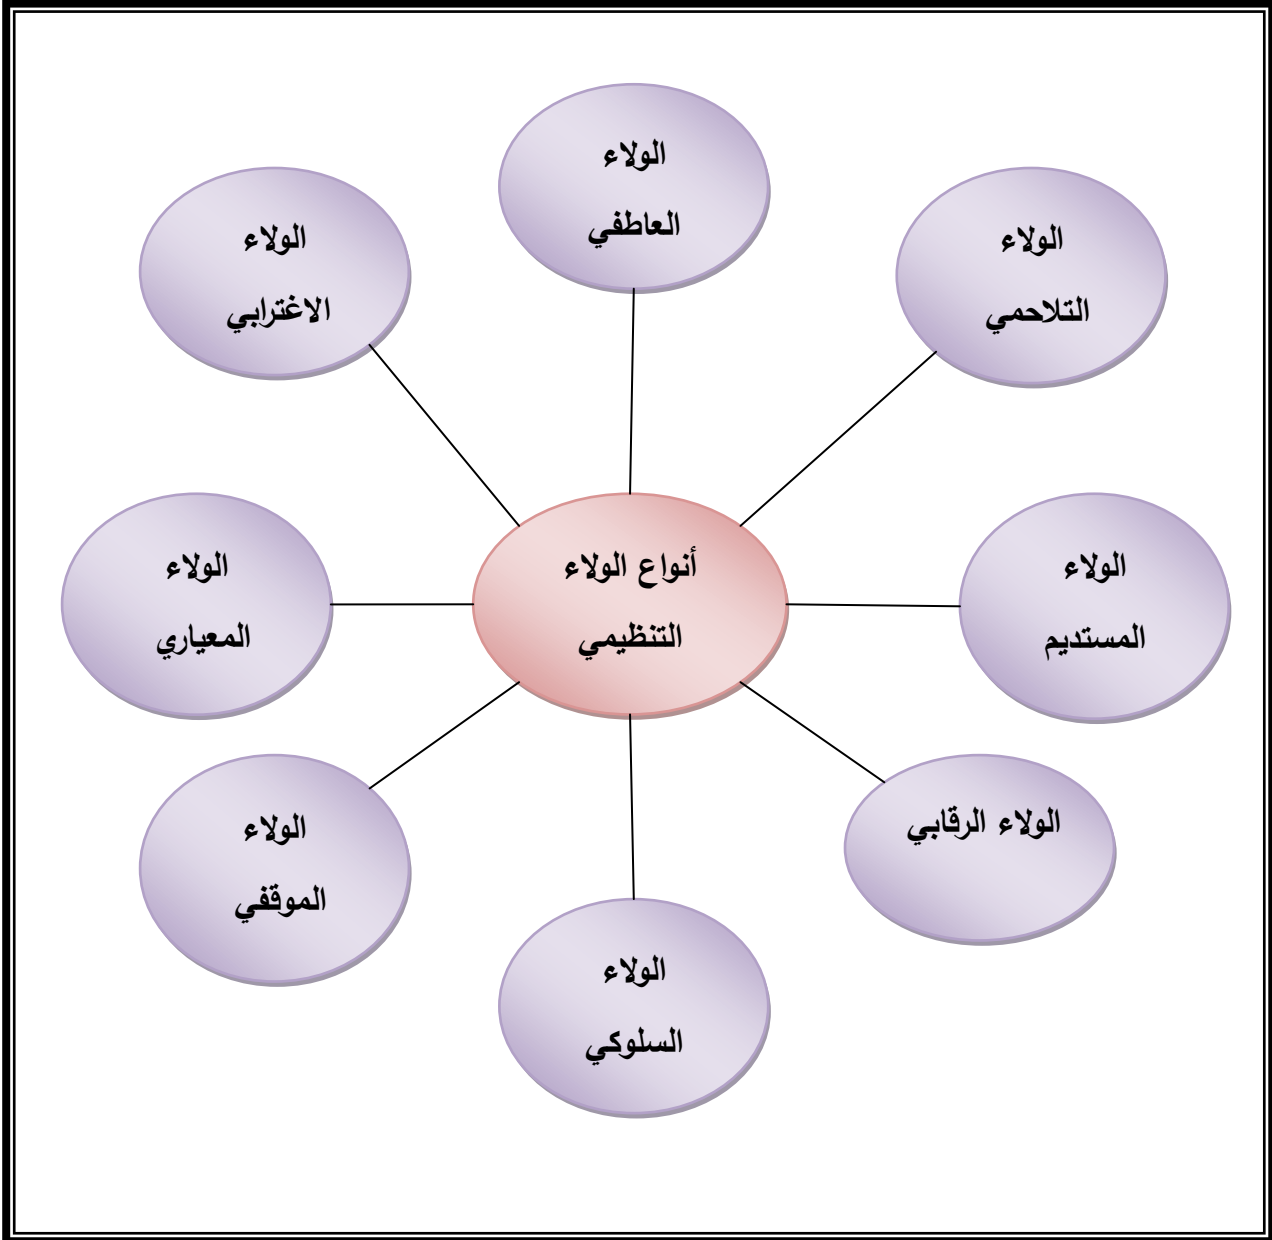 الولاء
العاطفي
الولاء
التلاحمي
الولاء
الاغترابي
أنواع الولاء
التنظيمي
الولاء
المستديم
الولاء
المعياري
الولاء الرقابي
الولاء
الموقفي
الولاء
السلوكي